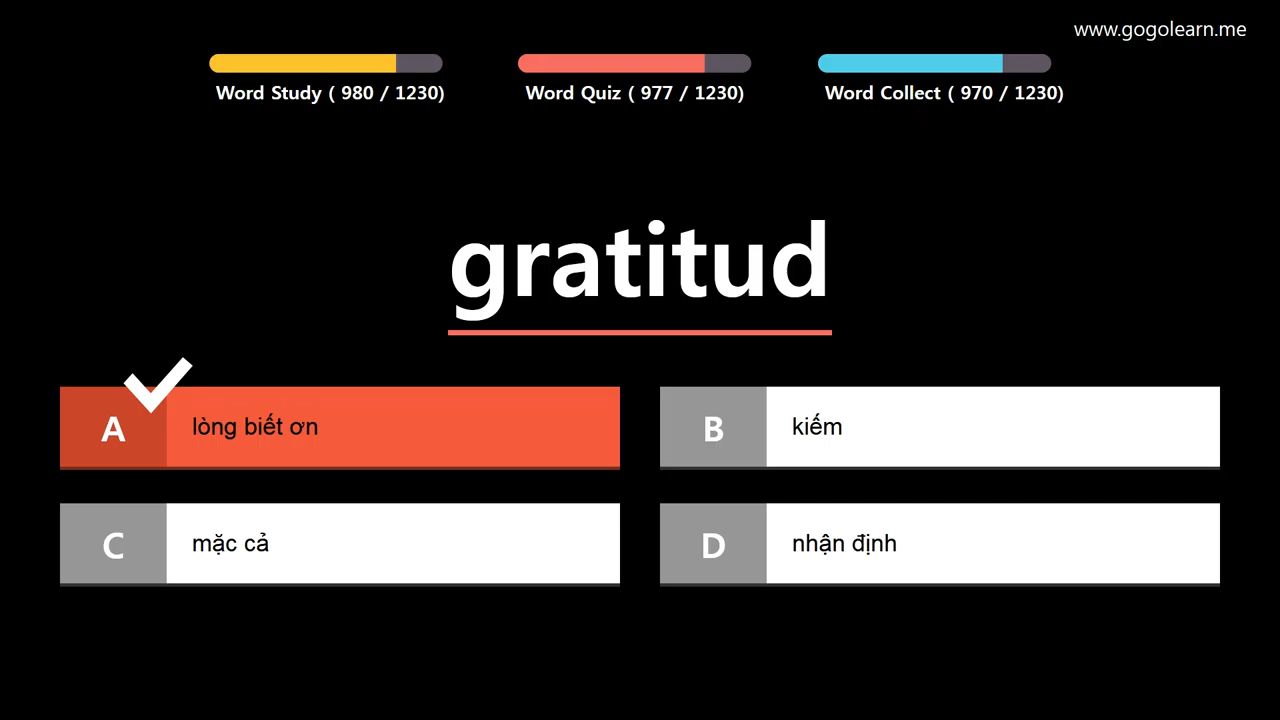 www.gogolearn.me
Word Study ( 980 / 1230)
Word Quiz ( 977 / 1230)
Word Collect ( 970 / 1230)
gratitud
A
lòng biết ơn
B
kiếm
C
mặc cả
D
nhận định